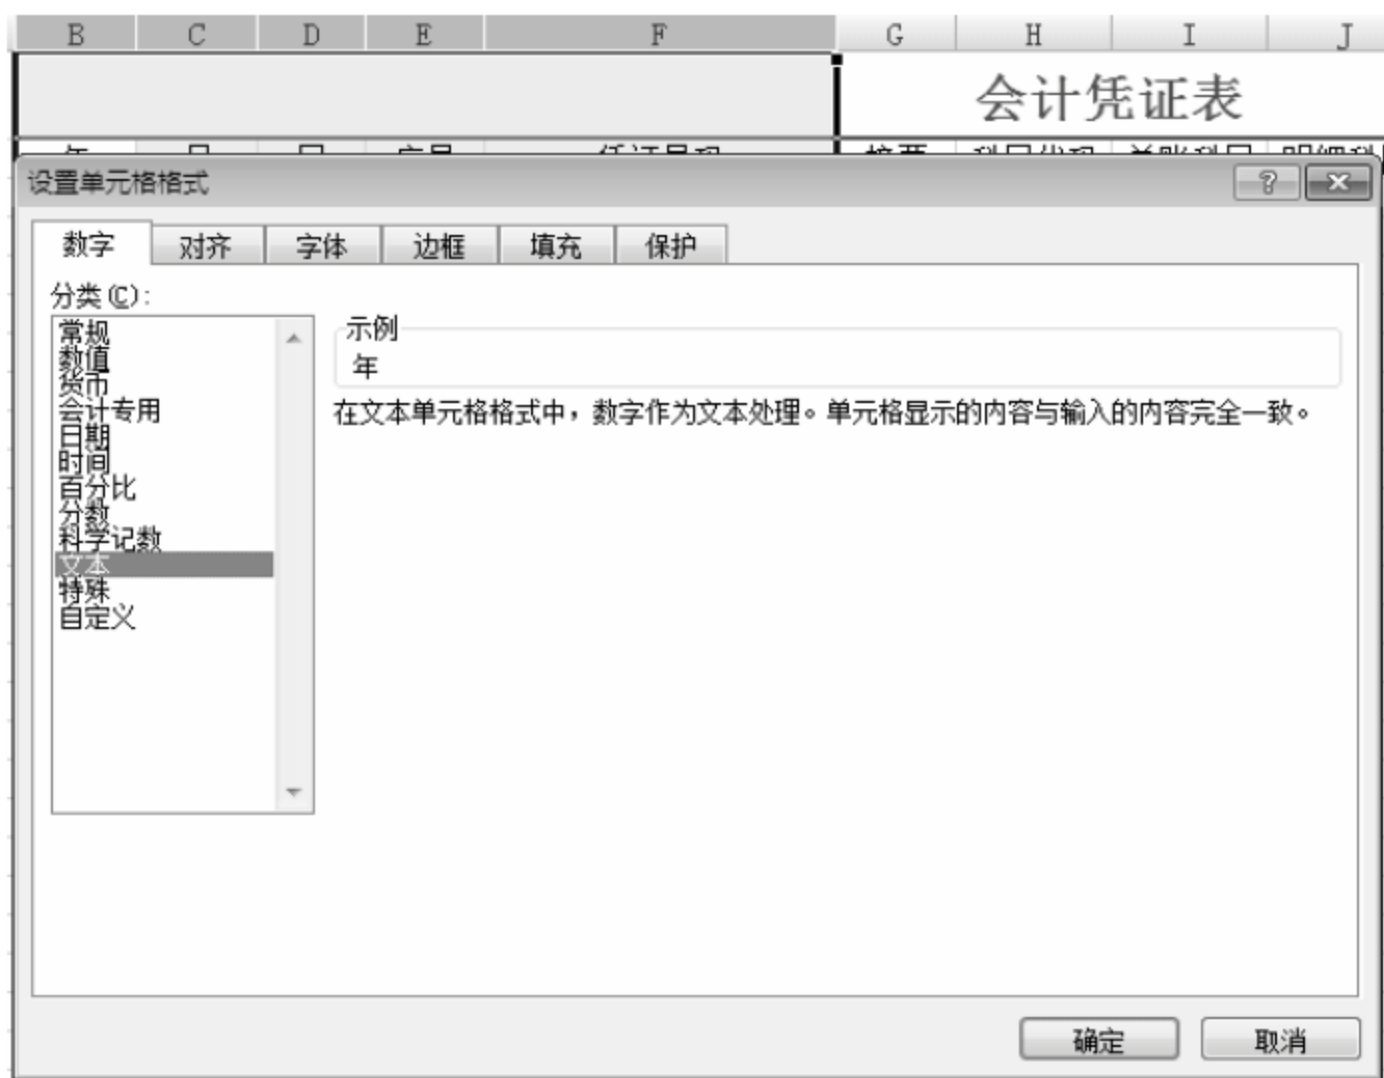 B C D E F G H I J
会计凭证表
设置单元格格式
数字 对齐 字体 边框 填充 保护
分类(C):
常规
数值
货币
会计专用
日期
时间
百分比
分数
科学记数
文本
特殊
自定义
示例
年
在文本单元格格式中，数字作为文本处理。单元格显示的内容与输入的内容完全一致。
确定 取消